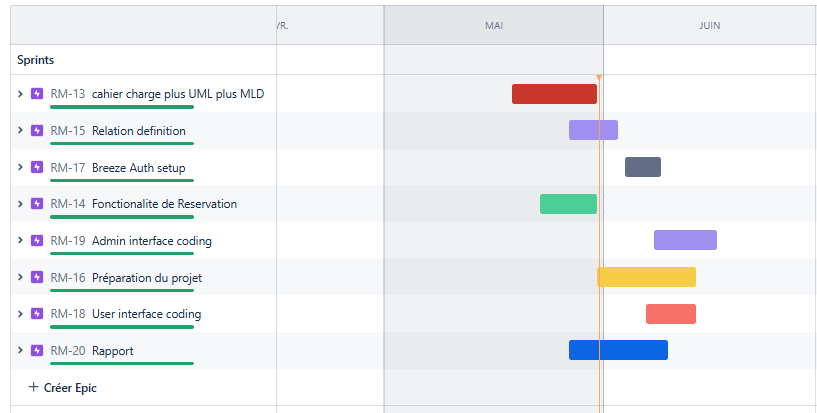 VR. MAI JUIN
Sprints
RM-13 cahier charge plus UML plus MLD
RM-15 Relation definition
RM-17 Breeze Auth setup
RM-14 Fonctionalite de Reservation
RM-19 Admin interface coding
RM-16 Préparation du projet
RM-18 User interface coding
RM-20 Rapport
+ Créer Epic